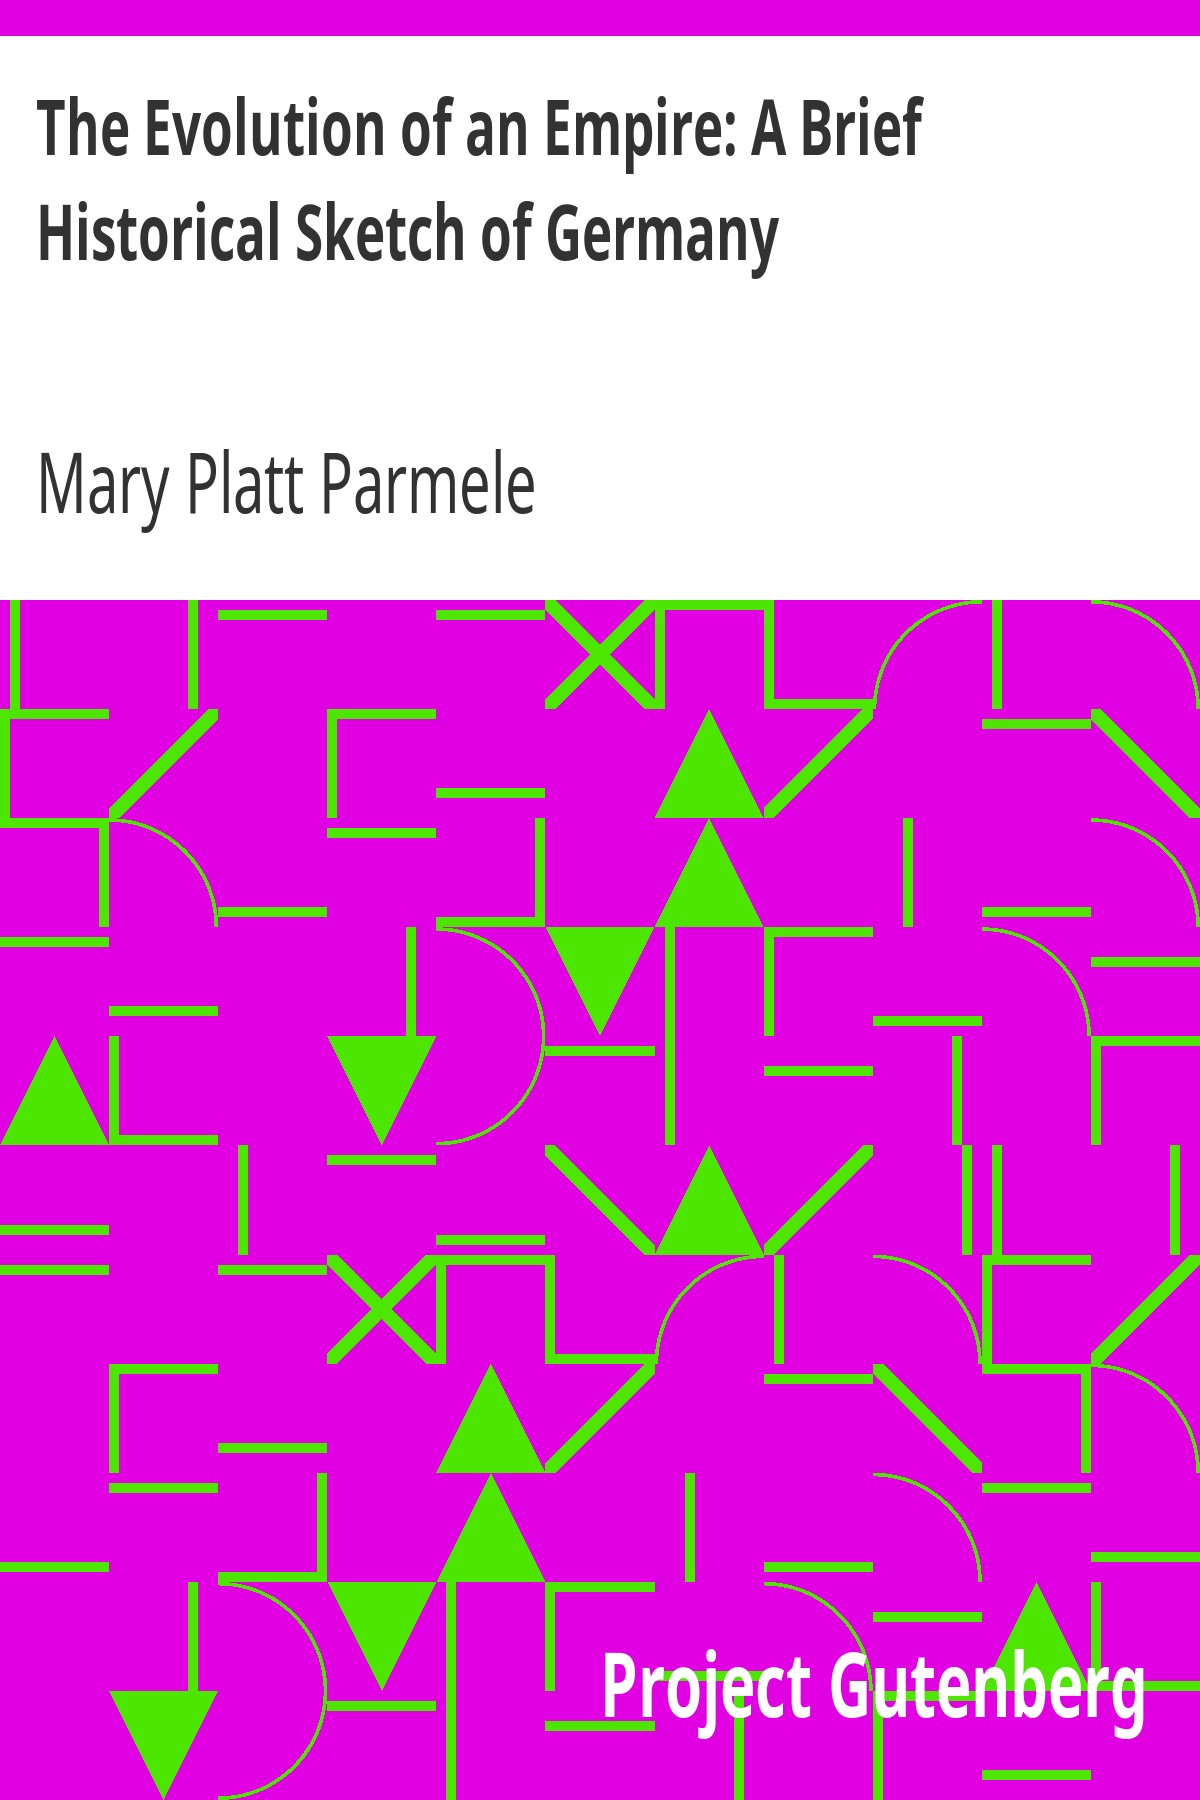 The Evolution of an Empire: A Brief
Historical Sketch of Germany
Mary Platt Parmele
Project Gutenberg